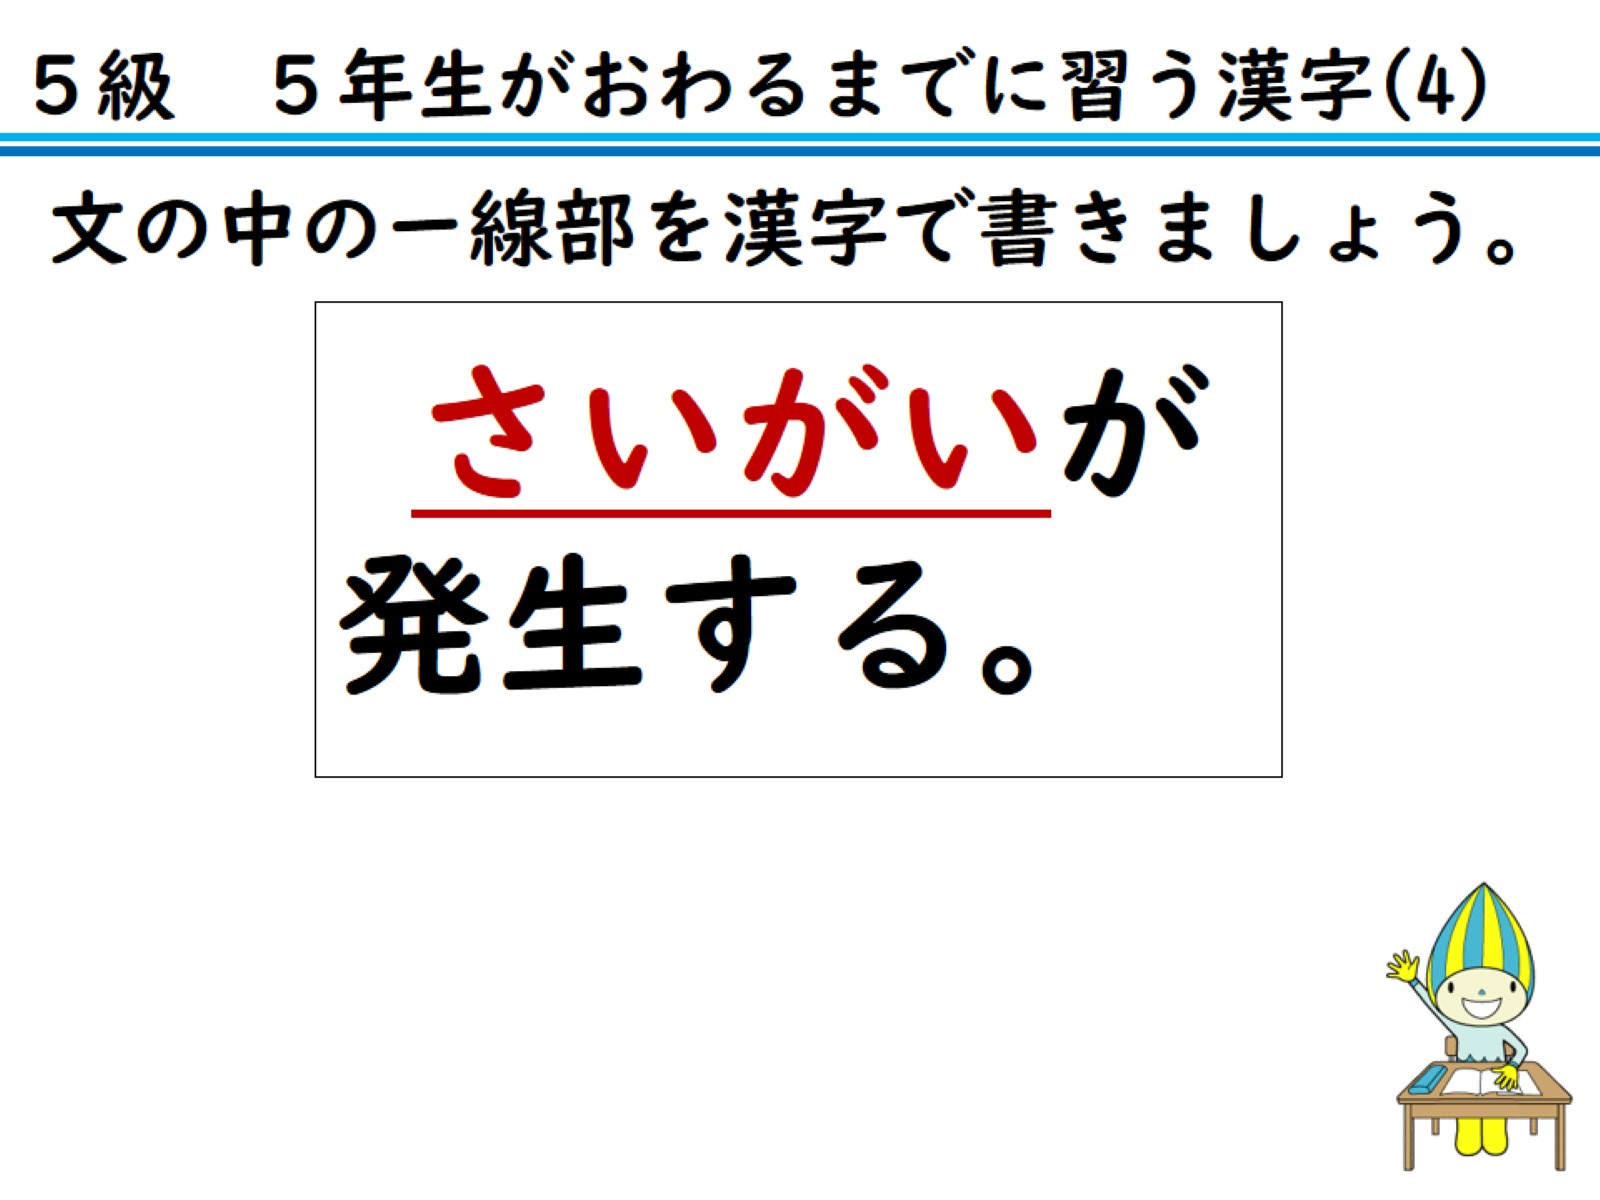 ５級　５年生がおわるまでに習う漢字(4)
文の中の一線部を漢字で書きましょう。
さいがいが
発生する。